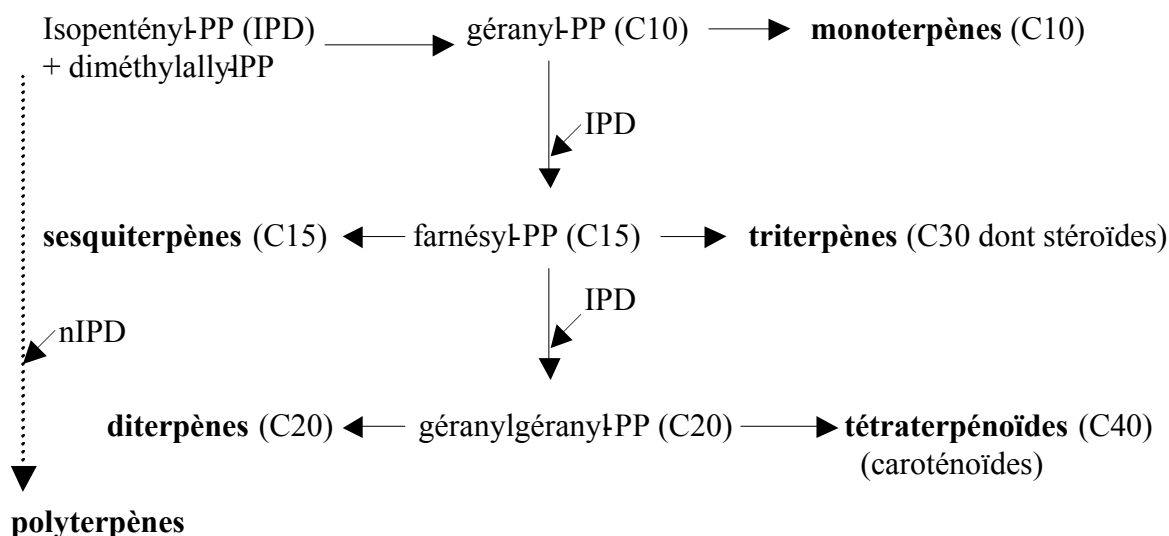 Isopentényl-PP (IPD)
+ diméthylallyl-PP
géranyl-PP (C10)
monoterpènes (C10)
IPD
sesquiterpènes (C15)
farnésyl-PP (C15)
triterpènes (C30 dont stéroïdes)
IPD
nIPD
diterpènes (C20)
géranylgéranyl-PP (C20)
tétraterpénoïdes (C40)
(caroténoïdes)
polyterpènes